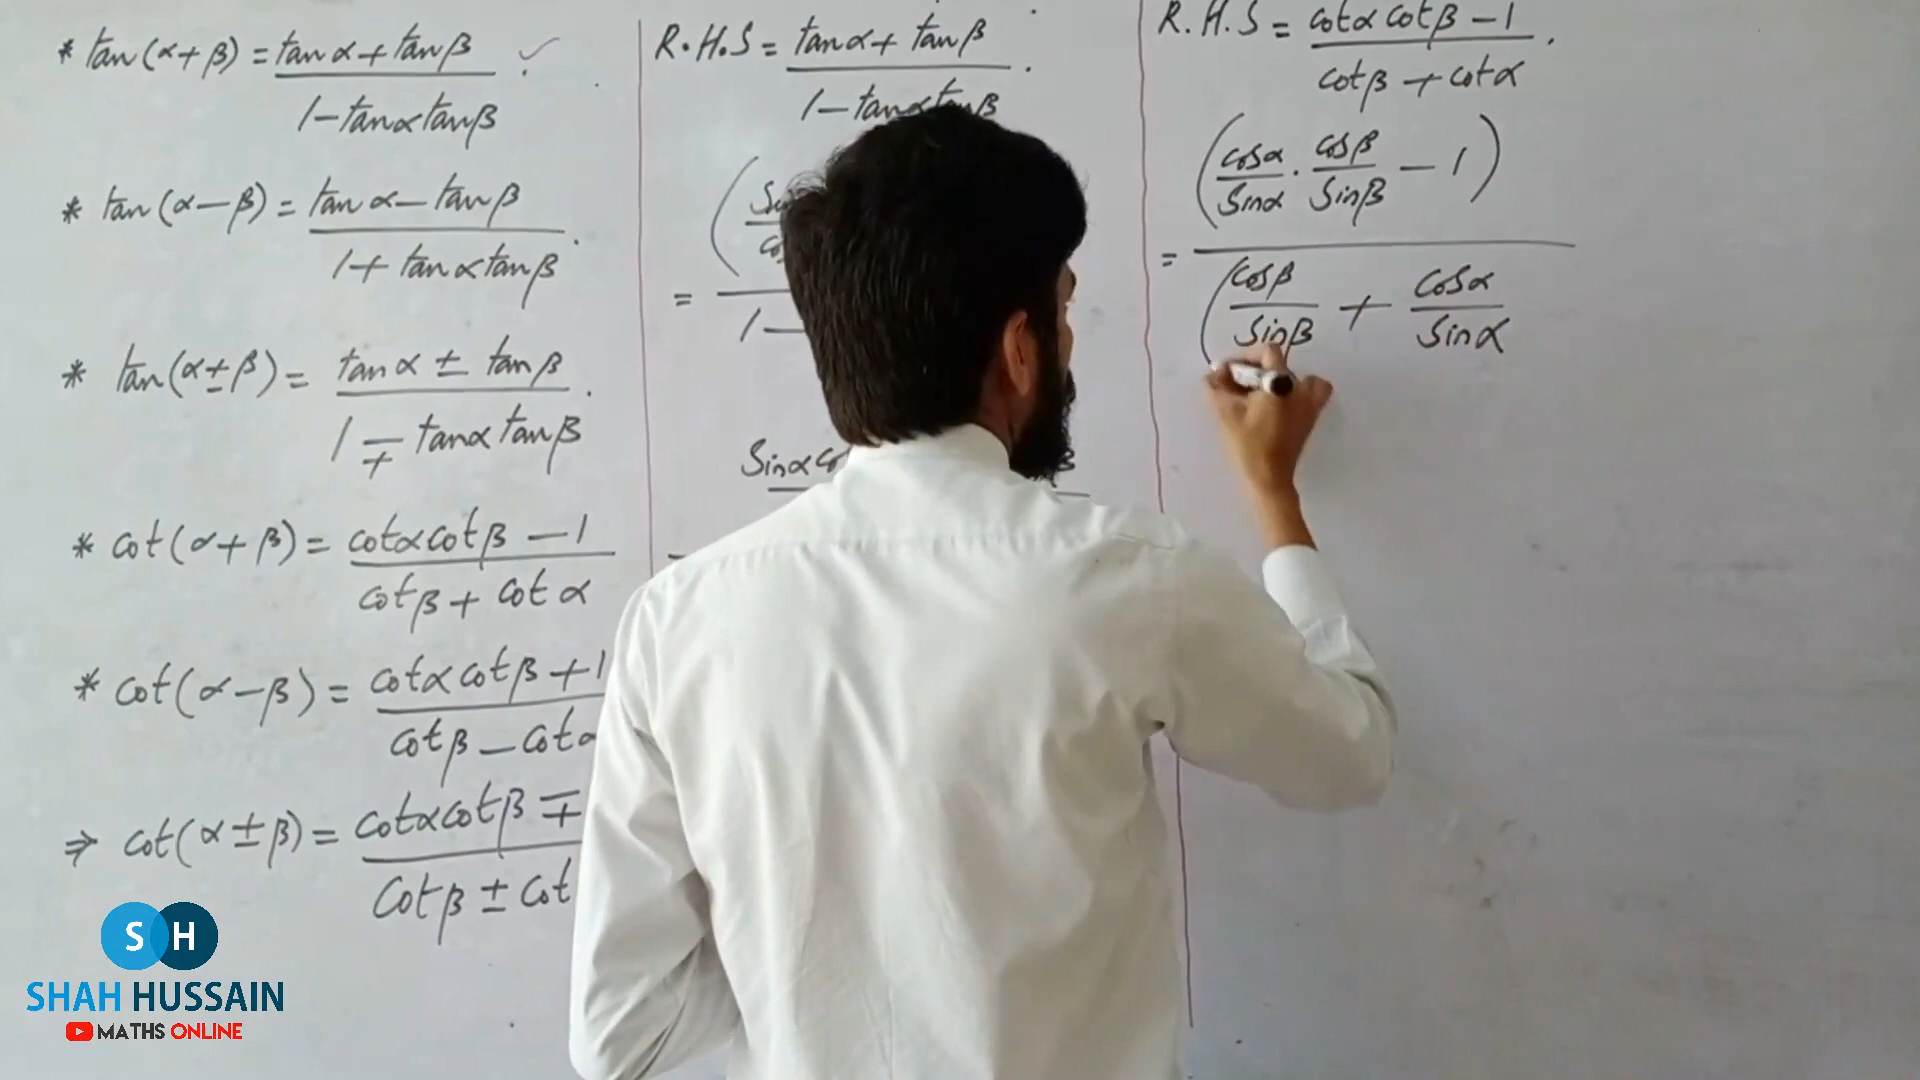 * tan(α+β) = tanα + tanβ
1 - tanα tanβ
* tan(α-β) = tanα - tanβ
1 + tanα tanβ
* tan(α±β) = tanα ± tanβ
1 ∓ tanα tanβ
* cot(α+β) = cotα cotβ - 1
cotβ + cotα
* cot(α-β) = cotα cotβ + 1
cotβ - cotα
⇒ cot(α±β) = cotα cotβ ∓
cotβ ± cot
R.H.S = tanα + tanβ
1 - tanα tanβ
=
1 -
Sinα
R.H.S = cotα cotβ - 1
cotβ + cotα
(cosα . cosβ - 1)
Sinα Sinβ
=
(cosβ + cosα
Sinβ Sinα
S H
SHAH HUSSAIN
MATHS ONLINE